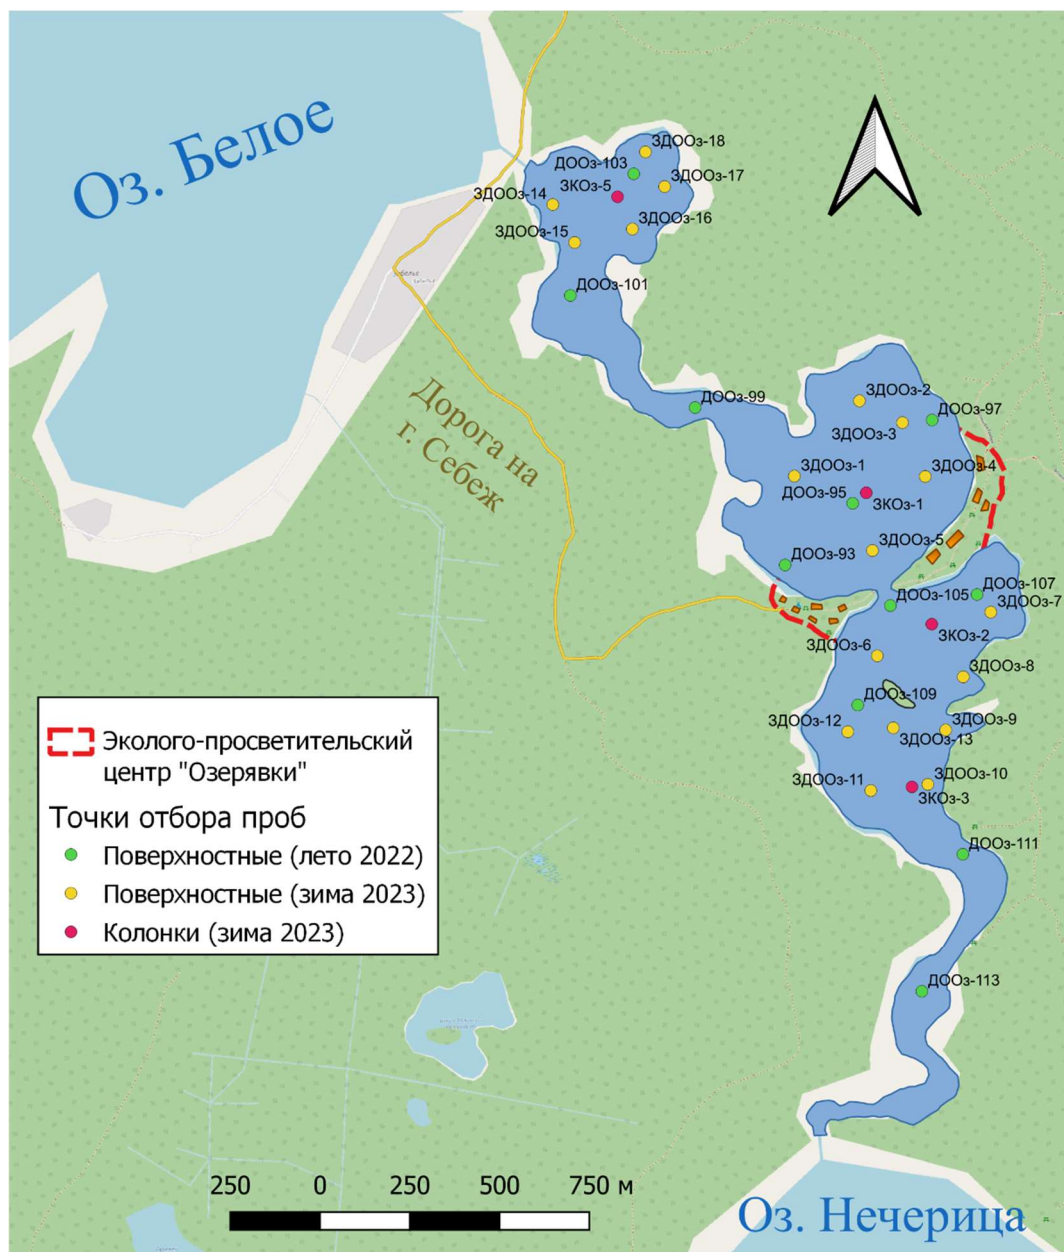 Оз. Белое
ЗДООз-18
ДООз-103
ЗДООз-17
ЗКОз-5
ЗДООз-14
ЗДООз-16
ЗДООз-15
ДООз-101
Дорога на
г. Себеж
ДООз-99
ЗДООз-2
ДООз-97
ЗДООз-3
ЗДООз-1
ЗДООз-4
ДООз-95
ЗКОз-1
ЗДООз-5
ДООз-93
ДООз-107
ДООз-105
ЗДООз-7
ЗКОз-2
ЗДООз-6
ЗДООз-8
ДООз-109
ЗДООз-12
ЗДООз-9
ЗДООз-13
ЗДООз-11
ЗДООз-10
ЗКОз-3
ДООз-111
ДООз-113
Эколого-просветительский
центр "Озерявки"
Точки отбора проб
Поверхностные (лето 2022)
Поверхностные (зима 2023)
Колонки (зима 2023)
250 0 250 500 750 м
Оз. Нечерица